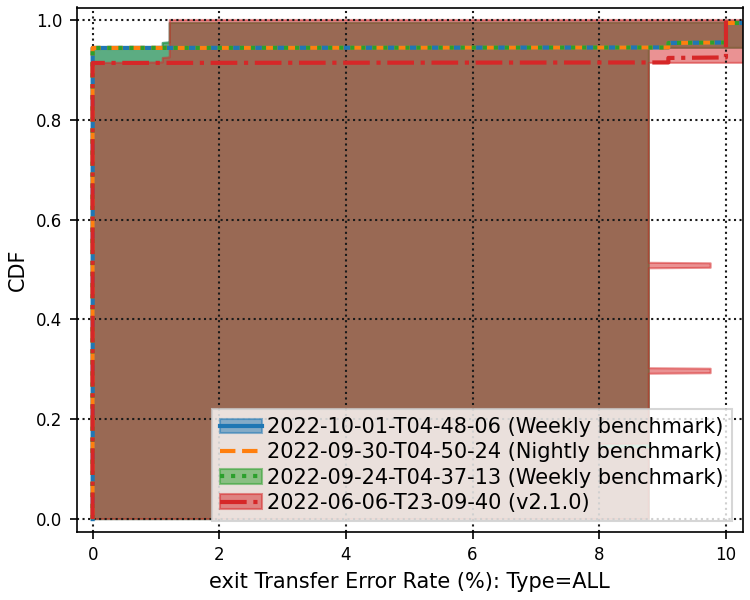 1.0
0.8
0.6
0.4
0.2
0.0
CDF
2022-10-01-T04-48-06 (Weekly benchmark)
2022-09-30-T04-50-24 (Nightly benchmark)
2022-09-24-T04-37-13 (Weekly benchmark)
2022-06-06-T23-09-40 (v2.1.0)
0 2 4 6 8 10
exit Transfer Error Rate (%): Type=ALL